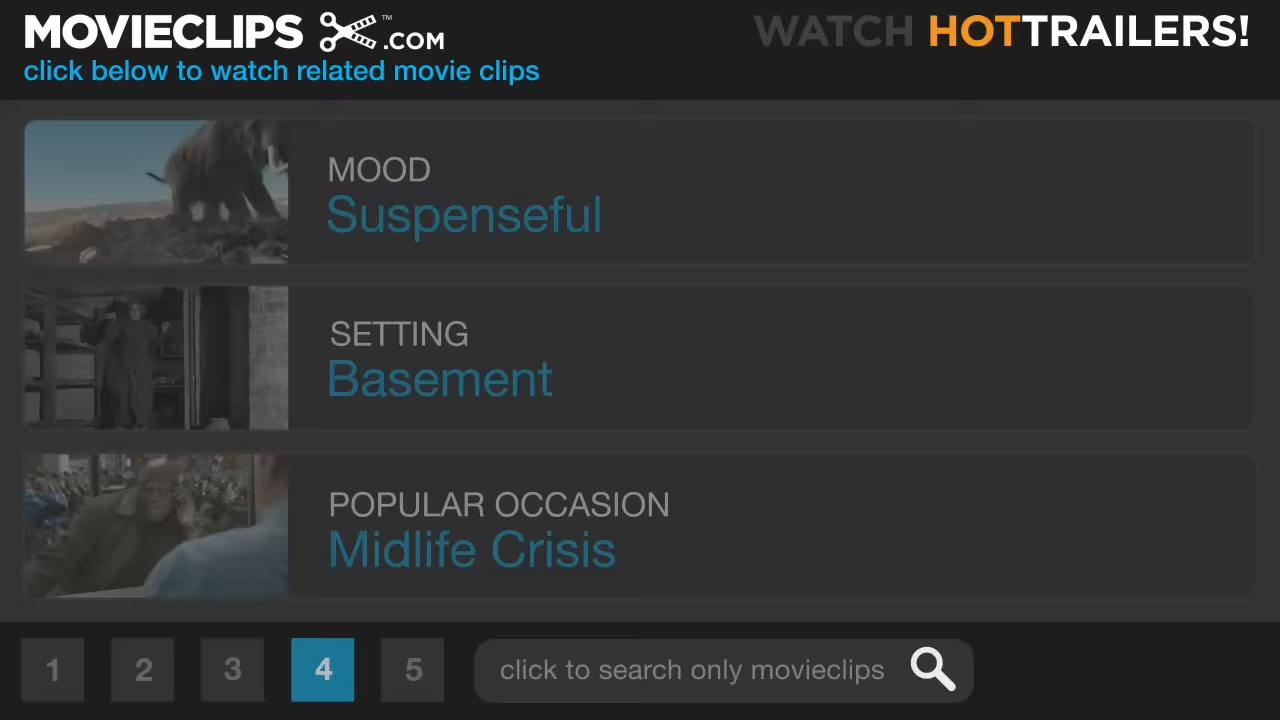 MOVIECLIPS ™ .COM
WATCH HOTTRAILERS!
click below to watch related movie clips
MOOD
Suspenseful
SETTING
Basement
POPULAR OCCASION
Midlife Crisis
1 2 3 4 5
click to search only movieclips